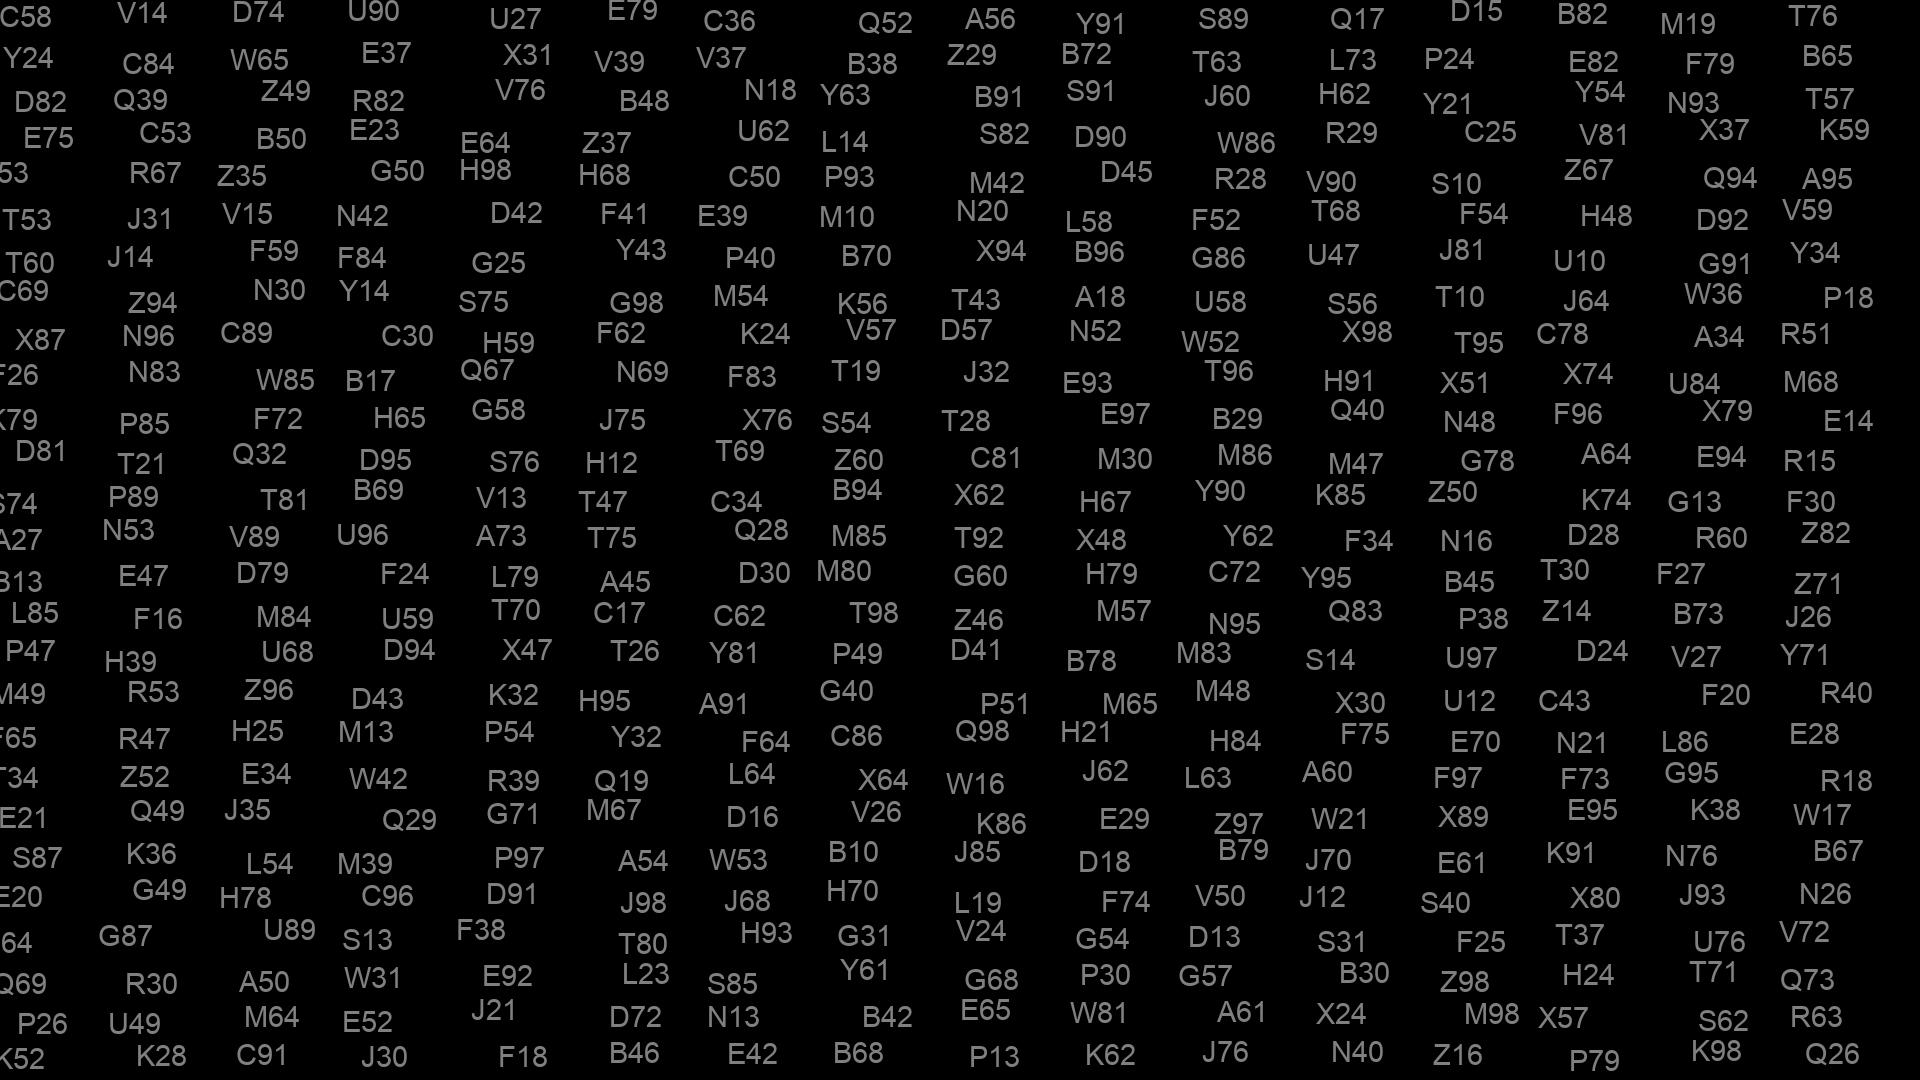 C58 V14 D74 U90 U27 E79 C36 Q52 A56 Y91 S89 Q17 D15 B82 M19 T76
Y24 C84 W65 E37 X31 V39 V37 B38 Z29 B72 T63 L73 P24 E82 F79 B65
D82 Q39 Z49 R82 V76 B48 N18 Y63 B91 S91 J60 H62 Y21 Y54 N93 T57
E75 C53 B50 E23 E64 Z37 U62 L14 S82 D90 W86 R29 C25 V81 X37 K59
53 R67 Z35 G50 H98 H68 C50 P93 M42 D45 R28 V90 S10 Z67 Q94 A95
T53 J31 V15 N42 D42 F41 E39 M10 N20 L58 F52 T68 F54 H48 D92 V59
T60 J14 F59 F84 G25 Y43 P40 B70 X94 B96 G86 U47 J81 U10 G91 Y34
C69 Z94 N30 Y14 S75 G98 M54 K56 T43 A18 U58 S56 T10 J64 W36 P18
X87 N96 C89 C30 H59 F62 K24 V57 D57 N52 W52 X98 T95 C78 A34 R51
F26 N83 W85 B17 Q67 N69 F83 T19 J32 E93 T96 H91 X51 X74 U84 M68
K79 P85 F72 H65 G58 J75 X76 S54 T28 E97 B29 Q40 N48 F96 X79 E14
D81 T21 Q32 D95 S76 H12 T69 Z60 C81 M30 M86 M47 G78 A64 E94 R15
S74 P89 T81 B69 V13 T47 C34 B94 X62 H67 Y90 K85 Z50 K74 G13 F30
A27 N53 V89 U96 A73 T75 Q28 M85 T92 X48 Y62 F34 N16 D28 R60 Z82
B13 E47 D79 F24 L79 A45 D30 M80 G60 H79 C72 Y95 B45 T30 F27 Z71
L85 F16 M84 U59 T70 C17 C62 T98 Z46 M57 N95 Q83 P38 Z14 B73 J26
P47 H39 U68 D94 X47 T26 Y81 P49 D41 B78 M83 S14 U97 D24 V27 Y71
M49 R53 Z96 D43 K32 H95 A91 G40 P51 M65 M48 X30 U12 C43 F20 R40
F65 R47 H25 M13 P54 Y32 F64 C86 Q98 H21 H84 F75 E70 N21 L86 E28
T34 Z52 E34 W42 R39 Q19 L64 X64 W16 J62 L63 A60 F97 F73 G95 R18
E21 Q49 J35 Q29 G71 M67 D16 V26 K86 E29 Z97 W21 X89 E95 K38 W17
S87 K36 L54 M39 P97 A54 W53 B10 J85 D18 B79 J70 E61 K91 N76 B67
E20 G49 H78 C96 D91 J98 J68 H70 L19 F74 V50 J12 S40 X80 J93 N26
64 G87 U89 S13 F38 T80 H93 G31 V24 G54 D13 S31 F25 T37 U76 V72
Q69 R30 A50 W31 E92 L23 S85 Y61 G68 P30 G57 B30 Z98 H24 T71 Q73
P26 U49 M64 E52 J21 D72 N13 B42 E65 W81 A61 X24 M98 X57 S62 R63
K52 K28 C91 J30 F18 B46 E42 B68 P13 K62 J76 N40 Z16 P79 K98 Q26